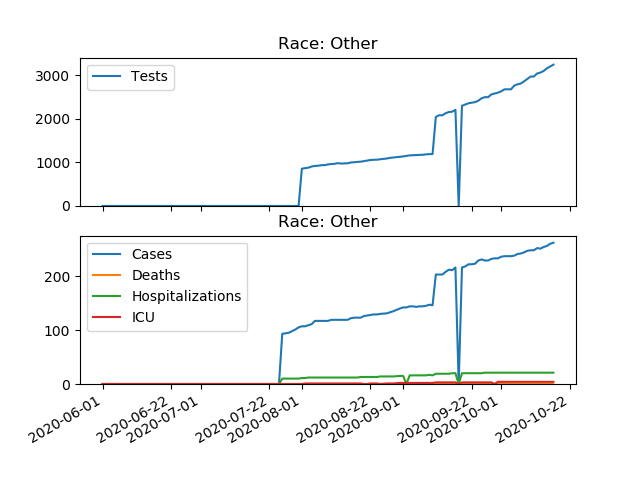 Race: Other
3000
2000
1000
0
Tests
Race: Other
200
100
0
Cases
Deaths
Hospitalizations
ICU
2020-06-01
2020-06-22
2020-07-01
2020-07-22
2020-08-01
2020-08-22
2020-09-01
2020-09-22
2020-10-01
2020-10-22